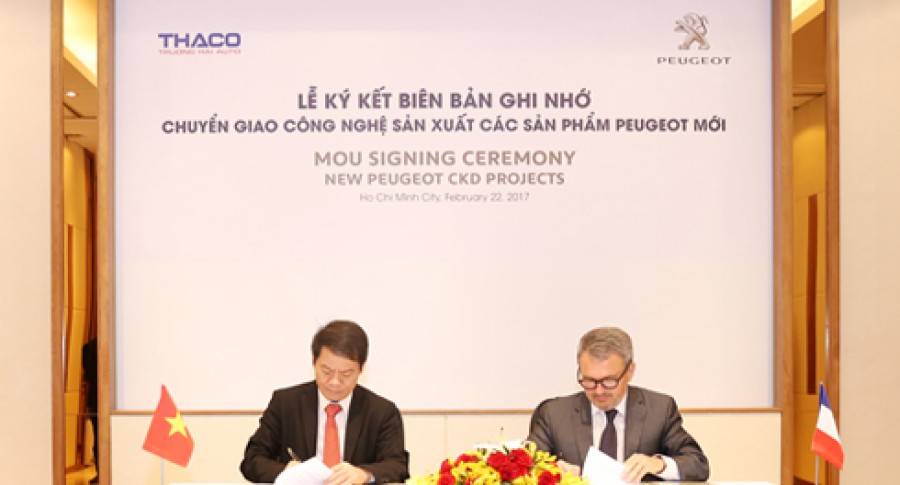 THACO
TRUONG HAI AUTO
PEUGEOT
LỄ KÝ KẾT BIÊN BẢN GHI NHỚ
CHUYỂN GIAO CÔNG NGHỆ SẢN XUẤT CÁC SẢN PHẨM PEUGEOT MỚI
MOU SIGNING CEREMONY
NEW PEUGEOT CKD PROJECTS
Ho Chi Minh City, February 22, 2017